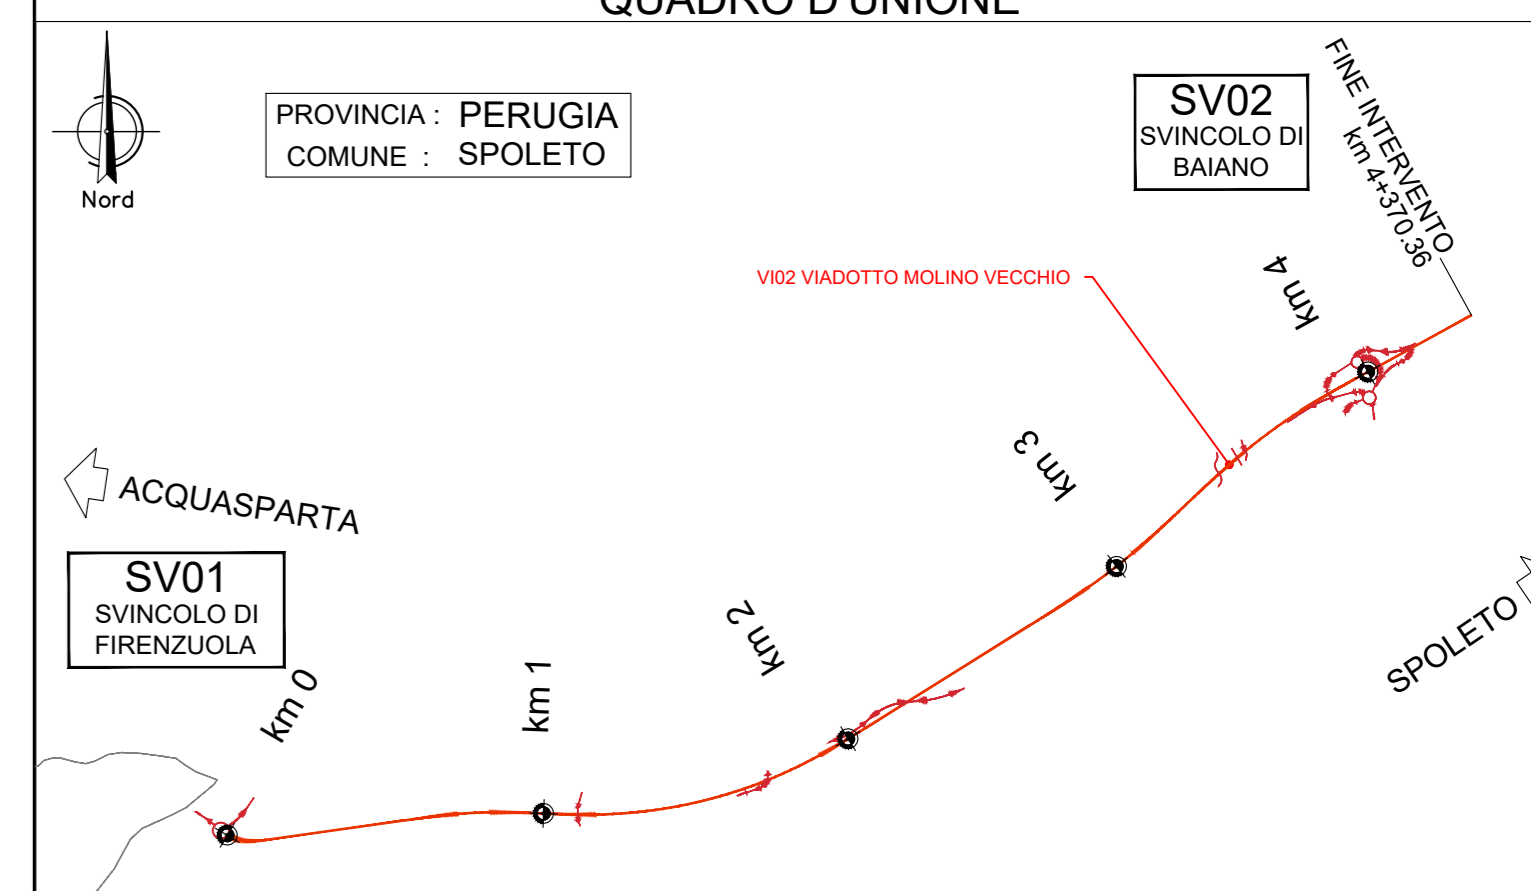 QUADRO D'UNIONE
Nord
PROVINCIA : PERUGIA
COMUNE : SPOLETO
SV02
SVINCOLO DI
BAIANO
FINE INTERVENTO
km 4+370.36
VI02 VIADOTTO MOLINO VECCHIO
km 4
km 3
ACQUASPARTA
SV01
SVINCOLO DI
FIRENZUOLA
km 0
km 1
km 2
SPOLETO